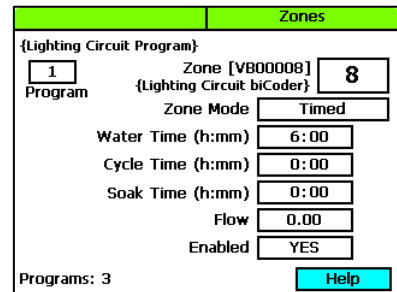 Zones
{Lighting Circuit Program}
1 Zone [VB00008] 8
Program {Lighting Circuit biCoder}
Zone Mode Timed
Water Time (h:mm) 6:00
Cycle Time (h:mm) 0:00
Soak Time (h:mm) 0:00
Flow 0.00
Enabled YES
Programs: 3 Help